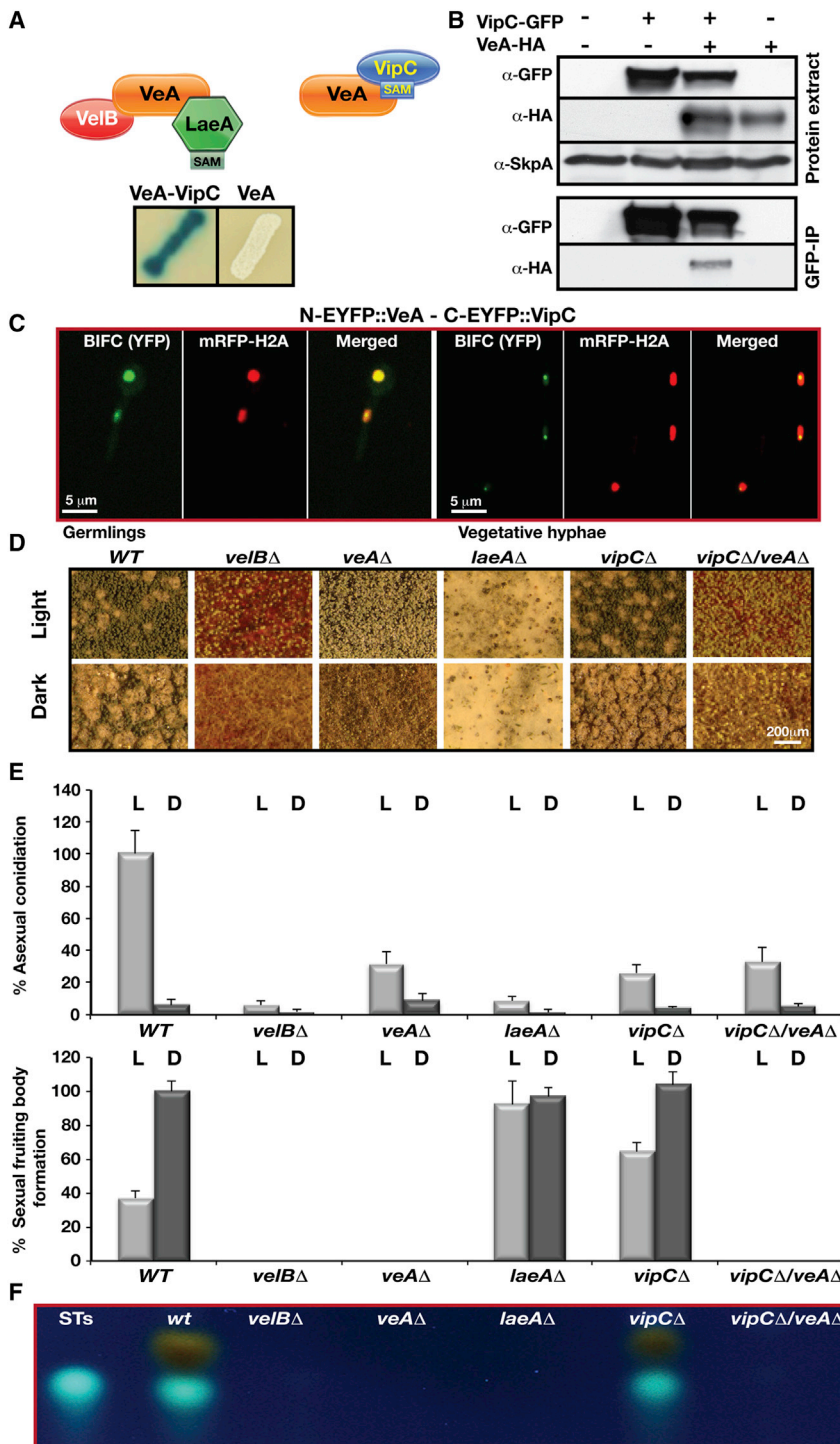 A
VelB
VeA
LaeA
SAM
VeA
VipC
SAM
VeA-VipC VeA
B
VipC-GFP - + + -
VeA-HA - - + +
α-GFP
α-HA
α-SkpA
Protein extract
α-GFP
α-HA
GFP-IP
C
N-EYFP::VeA - C-EYFP::VipC
BIFC (YFP) mRFP-H2A Merged BIFC (YFP) mRFP-H2A Merged
5 μm 5 μm
Germlings Vegetative hyphae
D
WT velBΔ veAΔ laeAΔ vipCΔ vipCΔ/veAΔ
Light
Dark
200μm
E
% Asexual conidiation
140
120
100
80
60
40
20
0
L D L D L D L D L D L D
WT velBΔ veAΔ laeAΔ vipCΔ vipCΔ/veAΔ
% Sexual fruiting body
formation
120
100
80
60
40
20
0
L D L D L D L D L D L D
WT velBΔ veAΔ laeAΔ vipCΔ vipCΔ/veAΔ
F
STs wt velBΔ veAΔ laeAΔ vipCΔ vipCΔ/veAΔ